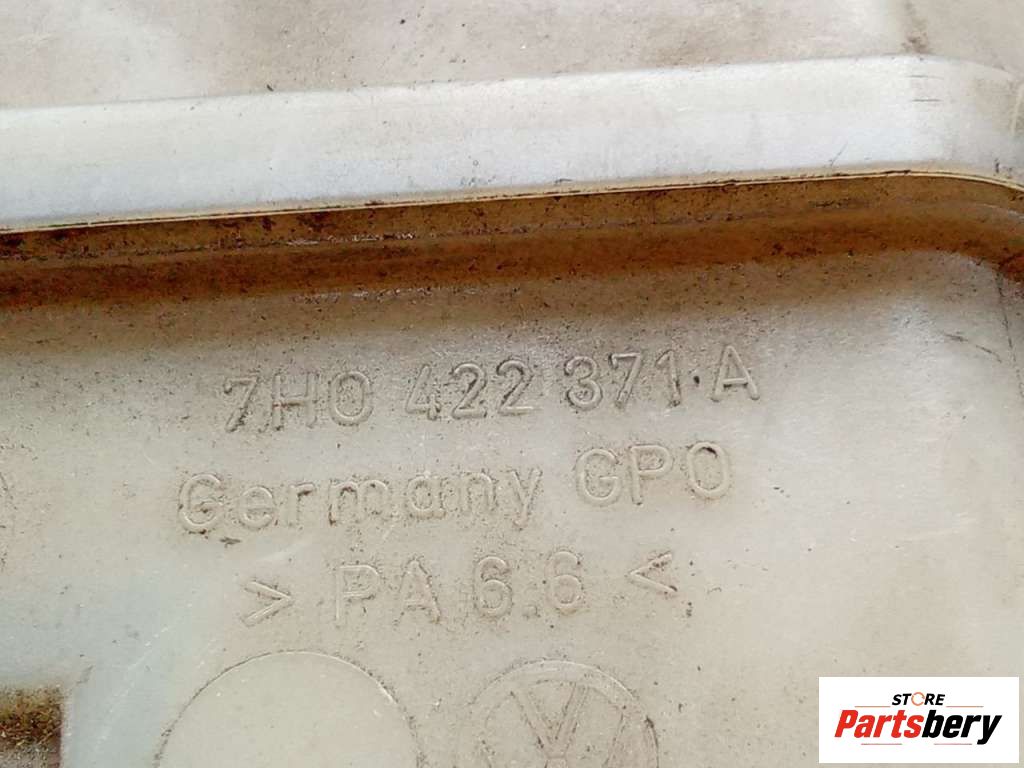 7H0 422 371 A
Germany GPO
> PA 6.6 <
STORE
Partsbery